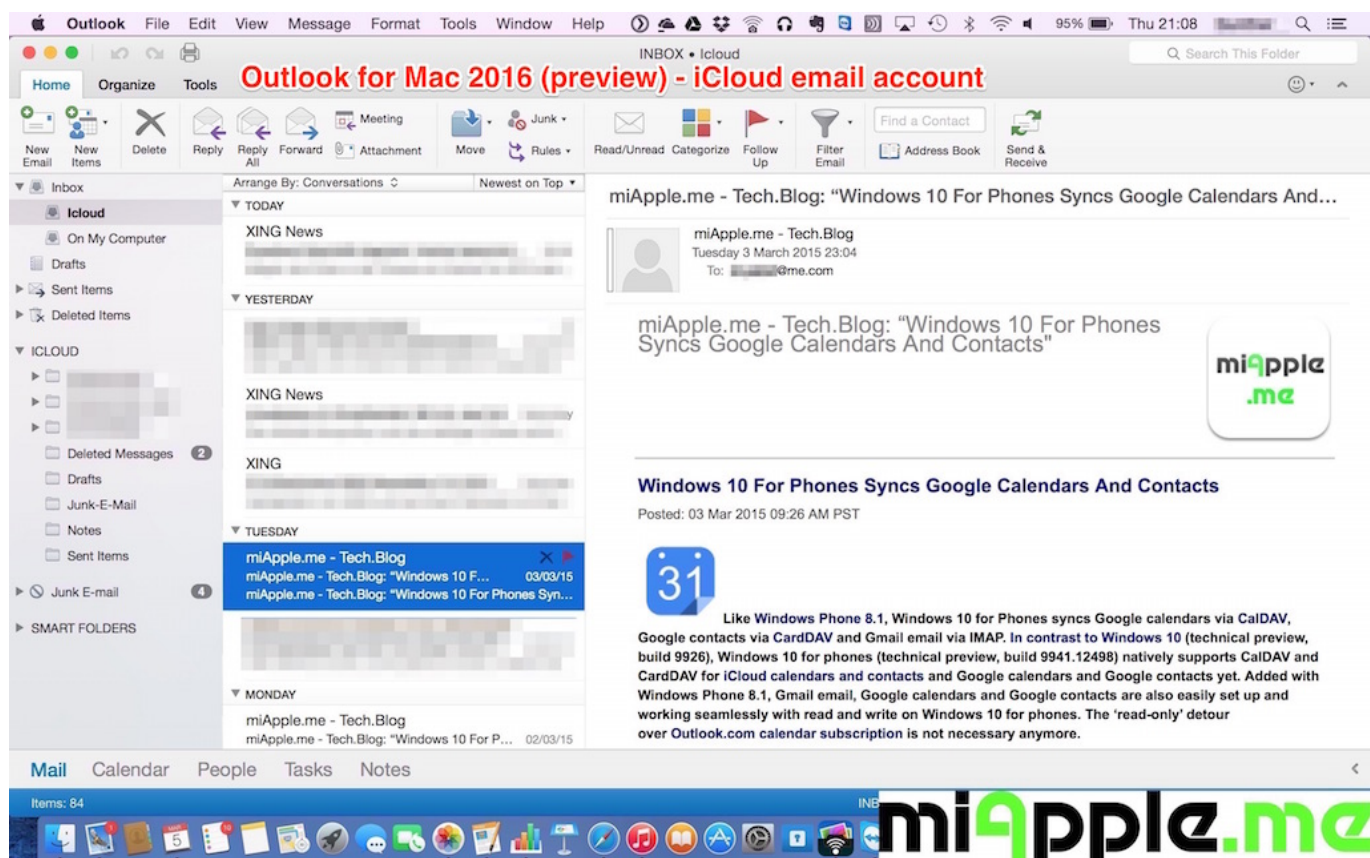 Outlook File Edit View Message Format Tools Window Help 95% Thu 21:08
INBOX • Icloud
Search This Folder
Home Organize Tools
Outlook for Mac 2016 (preview) - iCloud email account
New Email
New Items
Delete
Reply
Reply All
Forward
Meeting
Attachment
Move
Junk
Rules
Read/Unread
Categorize
Follow Up
Filter Email
Find a Contact
Address Book
Send & Receive
Inbox
Icloud
On My Computer
Drafts
Sent Items
Deleted Items
ICLOUD
Deleted Messages 2
Drafts
Junk-E-Mail
Notes
Sent Items
Junk E-mail 4
SMART FOLDERS
Arrange By: Conversations Newest on Top
TODAY
XING News
YESTERDAY
XING News
XING
TUESDAY
miApple.me - Tech.Blog
miApple.me - Tech.Blog: “Windows 10 F... 03/03/15
miApple.me - Tech.Blog: “Windows 10 For Phones Syn...
MONDAY
miApple.me - Tech.Blog
miApple.me - Tech.Blog: “Windows 10 For P... 02/03/15
miApple.me - Tech.Blog: “Windows 10 For Phones Syncs Google Calendars And...
miApple.me - Tech.Blog
Tuesday 3 March 2015 23:04
To: @me.com
miApple.me - Tech.Blog: “Windows 10 For Phones
Syncs Google Calendars And Contacts"
miapple
.me
Windows 10 For Phones Syncs Google Calendars And Contacts
Posted: 03 Mar 2015 09:26 AM PST
31
Like Windows Phone 8.1, Windows 10 for Phones syncs Google calendars via CalDAV,
Google contacts via CardDAV and Gmail email via IMAP. In contrast to Windows 10 (technical preview,
build 9926), Windows 10 for phones (technical preview, build 9941.12498) natively supports CalDAV and
CardDAV for iCloud calendars and contacts and Google calendars and Google contacts yet. Added with
Windows Phone 8.1, Gmail email, Google calendars and Google contacts are also easily set up and
working seamlessly with read and write on Windows 10 for phones. The ‘read-only’ detour
over Outlook.com calendar subscription is not necessary anymore.
Mail Calendar People Tasks Notes
Items: 84
INB
miapple.me
5